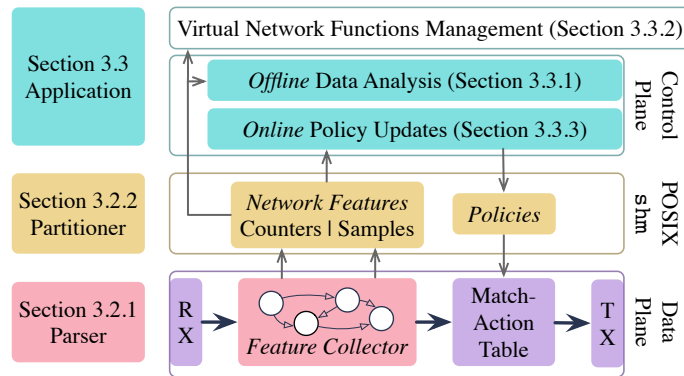 Virtual Network Functions Management (Section 3.3.2)
Section 3.3
Application
Offline Data Analysis (Section 3.3.1)
Online Policy Updates (Section 3.3.3)
Control
Plane
Section 3.2.2
Partitioner
Network Features
Counters | Samples
Policies
POSIX
shm
Section 3.2.1
Parser
R
X
Feature Collector
Match-
Action
Table
T
X
Data
Plane